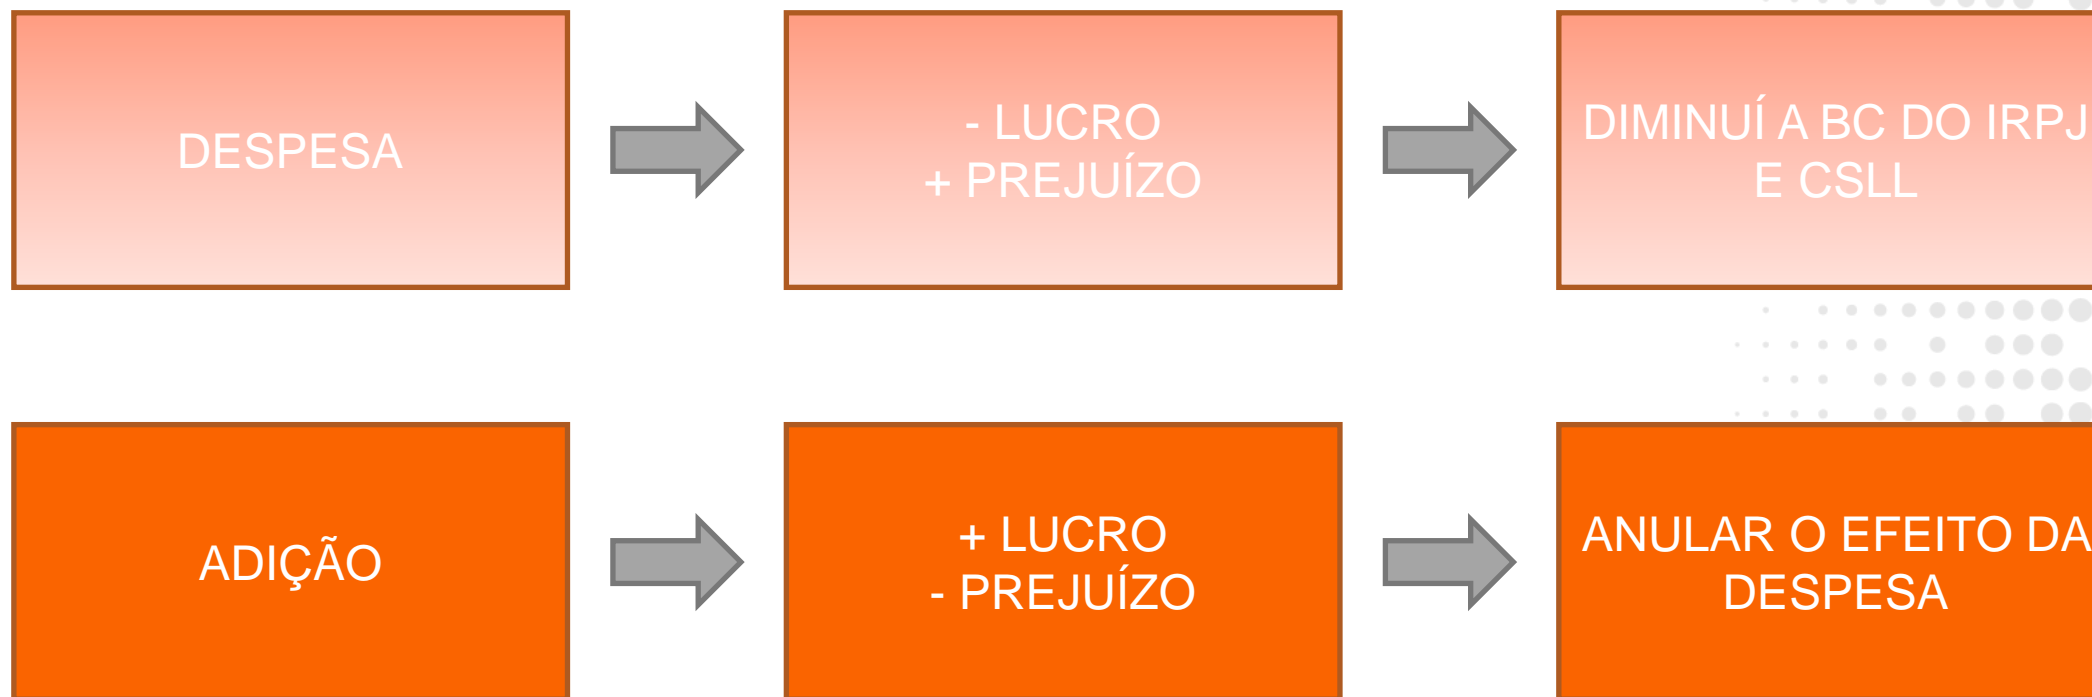 DESPESA
- LUCRO
+ PREJUÍZO
DIMINUÍ A BC DO IRPJ
E CSLL
ADIÇÃO
+ LUCRO
- PREJUÍZO
ANULAR O EFEITO DA
DESPESA